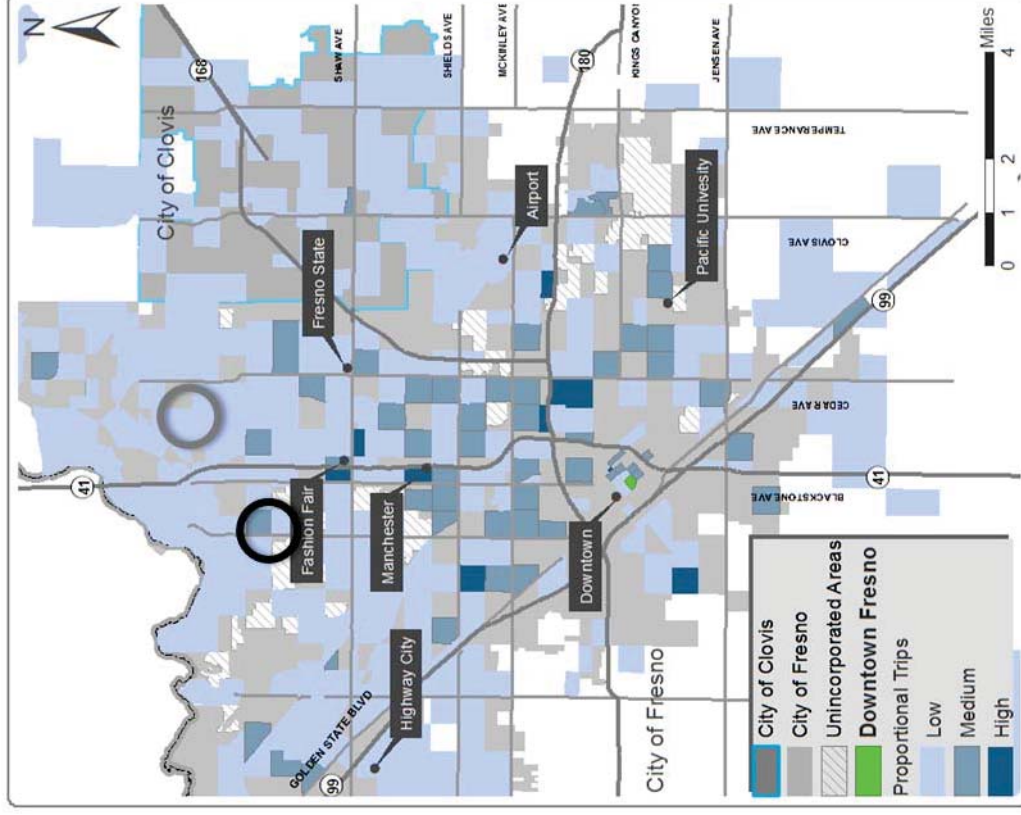 N
168
41
180
99
99
41
City of Clovis
SHAW AVE
SHIELDS AVE
MCKINLEY AVE
KINGS CANYON
JENSEN AVE
TEMPERANCE AVE
CLOVIS AVE
CEDAR AVE
BLACKSTONE AVE
GOLDEN STATE BLVD
Fresno State
Airport
Pacific Univesity
Fashion Fair
Manchester
Downtown
Highway City
City of Fresno
Miles
0 1 2 4
City of Clovis
City of Fresno
Unincorporated Areas
Downtown Fresno
Proportional Trips
Low
Medium
High